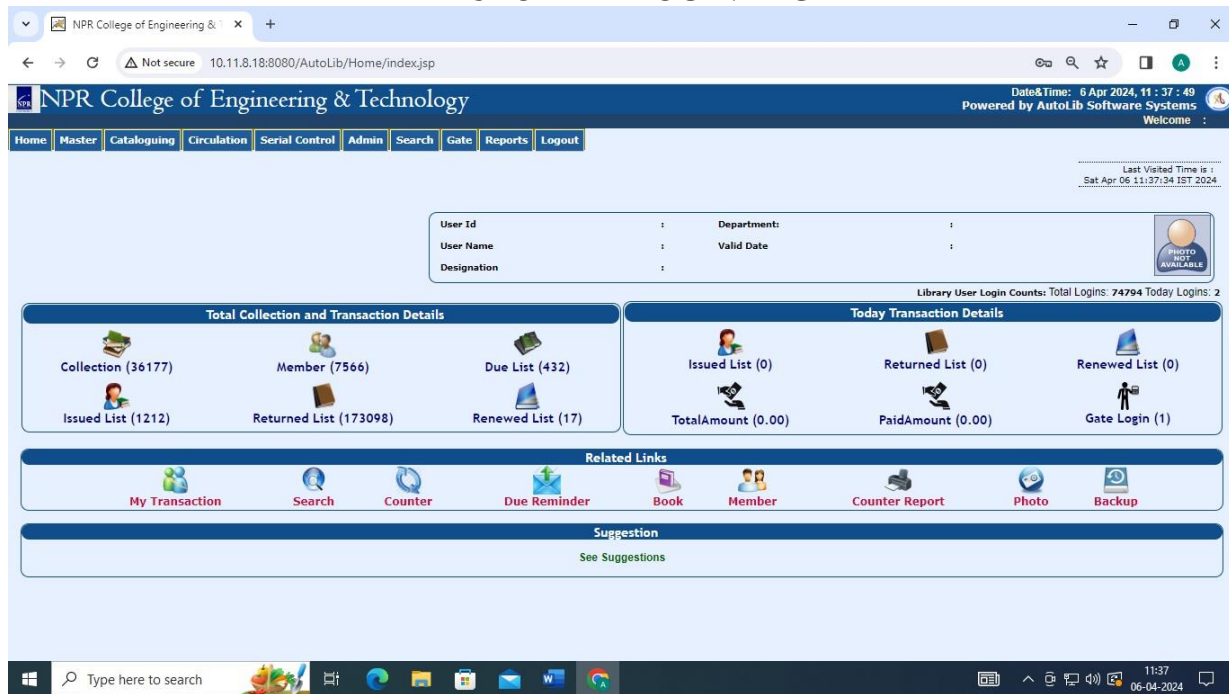 NPR College of Engineering & T
Not secure 10.11.8.18:8080/AutoLib/Home/index.jsp
A
NPR
NPR College of Engineering & Technology
Date&Time: 6 Apr 2024, 11 : 37 : 49
Powered by AutoLib Software Systems
Welcome :
Home Master Cataloguing Circulation Serial Control Admin Search Gate Reports Logout
Last Visited Time is :
Sat Apr 06 11:37:34 IST 2024
User Id : Department: :
User Name : Valid Date :
Designation :
PHOTO
NOT
AVAILABLE
Library User Login Counts: Total Logins: 74794 Today Logins: 2
Total Collection and Transaction Details
Collection (36177) Member (7566) Due List (432)
Issued List (1212) Returned List (173098) Renewed List (17)
Today Transaction Details
Issued List (0) Returned List (0) Renewed List (0)
TotalAmount (0.00) PaidAmount (0.00) Gate Login (1)
Related Links
My Transaction Search Counter Due Reminder Book Member Counter Report Photo Backup
Suggestion
See Suggestions
Type here to search
11:37
06-04-2024